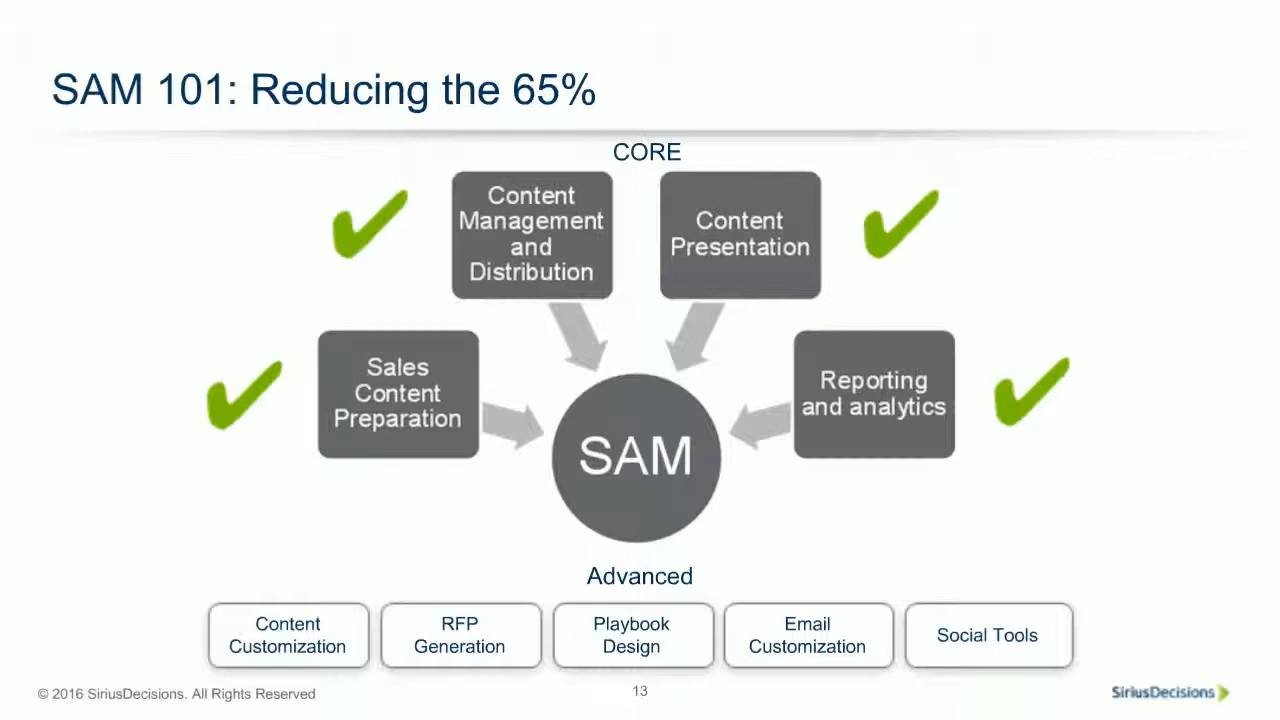 SAM 101: Reducing the 65%
CORE
Content
Management
and
Distribution
Content
Presentation
Sales
Content
Preparation
Reporting
and analytics
SAM
Advanced
Content
Customization
RFP
Generation
Playbook
Design
Email
Customization
Social Tools
© 2016 SiriusDecisions. All Rights Reserved
13
SiriusDecisions